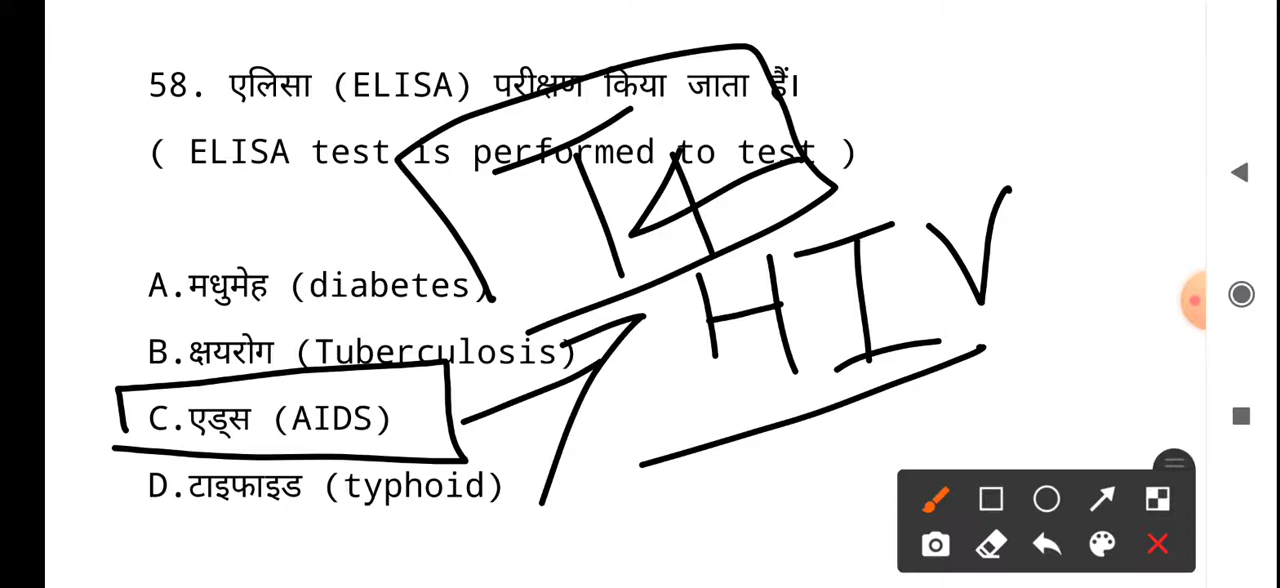 58. एलिसा (ELISA) परीक्षण किया जाता हैं।
( ELISA test is performed to test )
T4
HIV
A.मधुमेह (diabetes)
B.क्षयरोग (Tuberculosis)
C.एड्स (AIDS)
D.टाइफाइड (typhoid)